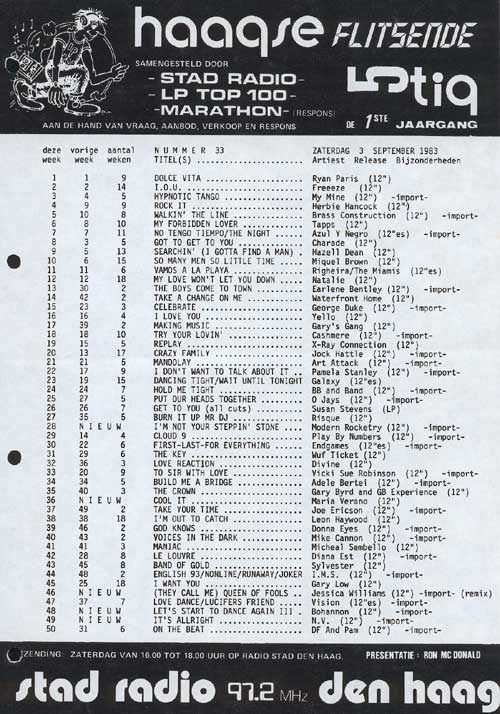 haagse FLITSENDE
SAMENGESTELD DOOR
- STAD RADIO -
- LP TOP 100 -
- MARATHON - (RESPONS)
5tiq
DE 1STE JAARGANG
AAN DE HAND VAN VRAAG, AANBOD, VERKOOP EN RESPONS
deze vorige aantal N U M M E R 33 ZATERDAG 3 SEPTEMBER 1983
week week weken TITEL(S) .................. Artiest Release Bijzonderheden
1 1 9 DOLCE VITA .................. Ryan Paris (12")
2 2 14 I.O.U. .................. Freeeze (12")
3 4 5 HYPNOTIC TANGO .................. My Mine (12") -import-
4 9 9 ROCK IT .................. Herbie Hancock (12")
5 10 8 WALKIN' THE LINE .................. Brass Construction (12") -import-
6 8 10 MY FORBIDDEN LOVER .................. Tapps (12")
7 7 11 NO TENGO TIEMPO/THE NIGHT ..... Azul Y Negro (12"es) -import-
8 3 5 GOT TO GET TO YOU .................. Charade (12")
9 5 13 SEARCHIN' (I GOTTA FIND A MAN) . Hazell Dean (12")
10 6 15 SO MANY MEN SO LITTLE TIME ..... Miquel Brown (12")
11 11 6 VAMOS A LA PLAYA .................. Righeira/The Miamis (12"es)
12 12 18 MY LOVE WON'T LET YOU DOWN ..... Natalie (12")
13 30 2 THE BOYS COME TO TOWN .......... Earlene Bentley (12") -import-
14 42 2 TAKE A CHANGE ON ME .......... Waterfront Home (12")
15 23 3 CELEBRATE .................. George Duke (12") -import-
16 16 4 I LOVE YOU .................. Yello (12")
17 39 2 MAKING MUSIC .................. Gary's Gang (12")
18 18 10 TRY YOUR LOVIN' .................. Cashmere (12") -import-
19 15 5 REPLAY .................. X-Ray Connection (12")
20 13 17 CRAZY FAMILY .................. Jock Hattle (12")
21 21 5 MANDOLAY .................. Art Attack (12") -import-
22 17 9 I DON'T WANT TO TALK ABOUT IT .. Pamela Stanley (12") -import-
23 19 15 DANCING TIGHT/WAIT UNTIL TONIGHT Galaxy (12"es)
24 24 7 HOLD ME TIGHT .................. BB and Band (12") -import-
25 27 5 PUT OUR HEADS TOGETHER ........ O Jays (12") -import-
26 26 7 GET TO YOU (all cuts) .......... Susan Stevens (LP)
27 35 5 BURN IT UP MR DJ .................. Risque (12")
28 N I E U W I'M NOT YOUR STEPPIN' STONE .... Modern Rocketry (12") -import-
29 14 4 CLOUD 9 .................. Play By Numbers (12") -import-
30 22 6 FIRST-LAST-FOR EVERYTHING ...... Endgames (12"es) -import-
31 29 6 THE KEY .................. Wuf Ticket (12")
32 36 3 LOVE REACTION .................. Divine (12")
33 20 9 TO SIR WITH LOVE .................. Vicki Sue Robinson (12") -import-
34 34 5 BUILD ME A BRIDGE .................. Adele Bertei (12") -import-
35 40 3 THE CROWN .................. Gary Byrd and GB Experience (12")
36 N I E U W COOL IT .................. Maria Verano (12")
37 49 2 TAKE YOUR TIME .................. Joe Ericson (12") -import-
38 38 18 I'M OUT TO CATCH .................. Leon Haywood (12")
39 46 2 GOD KNOWS .................. Donna Eyes (12") -import-
40 43 2 VOICES IN THE DARK .................. Mike Cannon (12") -import-
41 41 3 MANIAC .................. Micheal Sembello (12")
42 28 8 LE LOUVRE .................. Diana Est (12") -import-
43 45 8 BAND OF GOLD .................. Sylvester (12")
44 48 2 ENGLISH 93/NONLINE/RUNAWAY/JOKER I.M.S. (12") -import-
45 25 18 I WANT YOU .................. Gary Low (12")
46 N I E U W (THEY CALL ME) QUEEN OF FOOLS .. Jessica Williams (12") -import- (remix)
47 37 7 LOVE DANCE/LUCIFERS FRIEND ..... Vision (12"es) -import-
48 N I E U W LET'S START TO DANCE AGAIN III . Bohannon (12") -import-
49 N I E U W IT'S ALLRIGHT .................. N.V. (12") -import-
50 31 6 ON THE BEAT .................. DF And Pam (12") -import-
ZENDING: ZATERDAG VAN 16.00 TOT 18.00 UUR OP RADIO STAD DEN HAAG. PRESENTATIE : RON MC DONALD
stad radio 97.2 MHz den haag